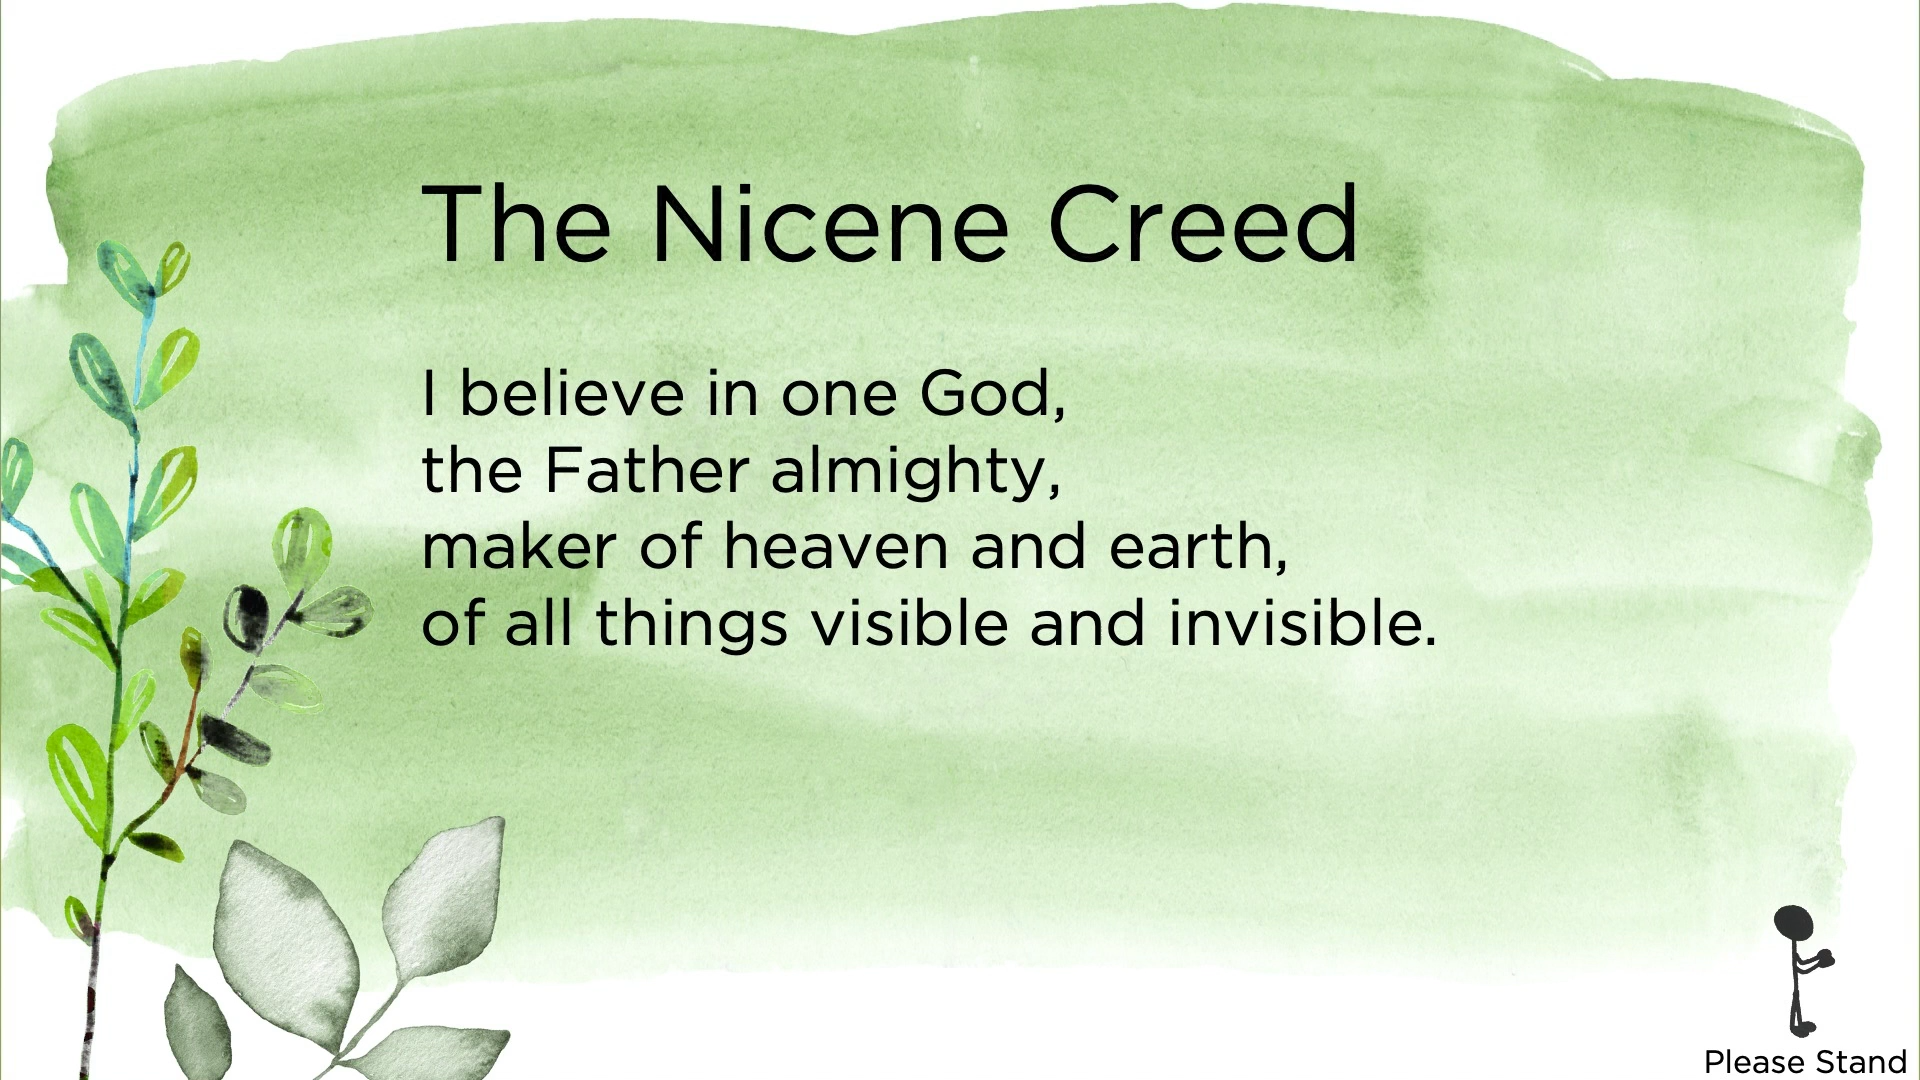 The Nicene Creed
I believe in one God,
the Father almighty,
maker of heaven and earth,
of all things visible and invisible.
Please Stand